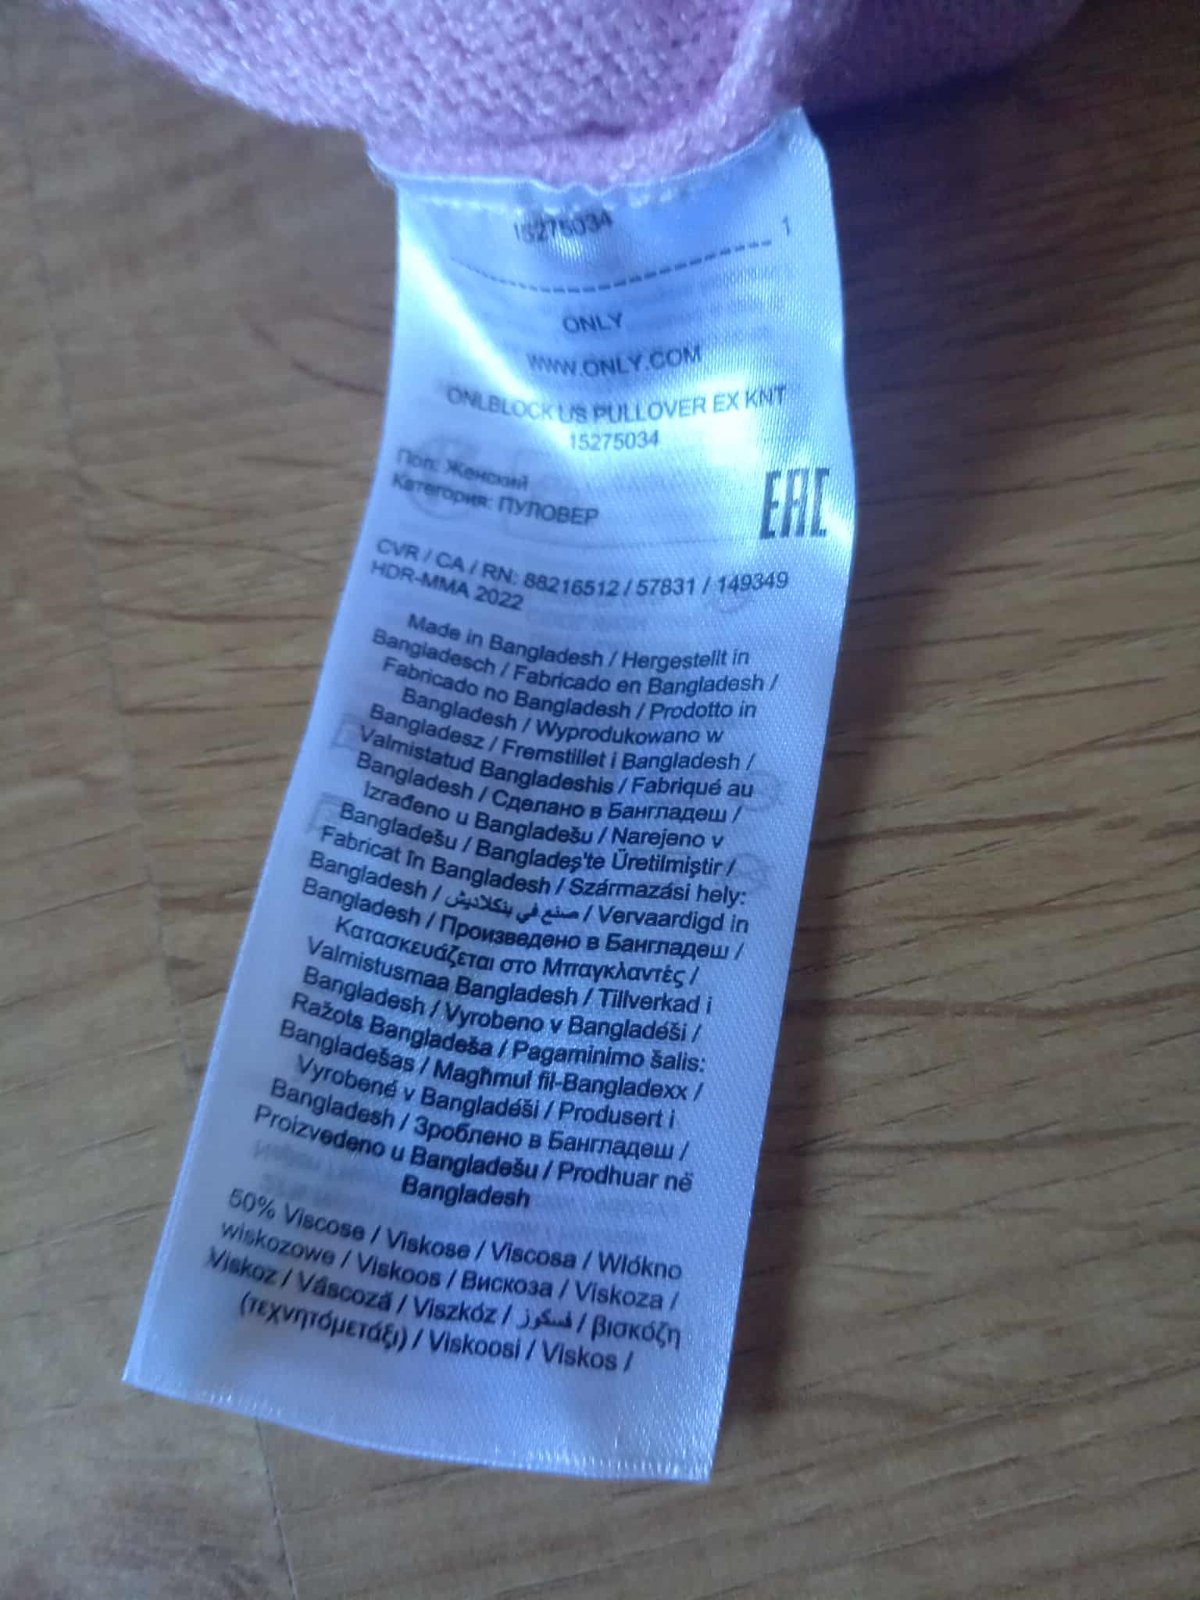 15275034
1
ONLY
WWW.ONLY.COM
ONLBLOCK L/S PULLOVER EX KNT
15275034
Пол: Женский
Категория: ПУЛОВЕР
EAC
CVR / CA / RN: 88216512 / 57831 / 149349
HDR-MMA 2022
Made in Bangladesh / Hergestellt in
Bangladesch / Fabricado en Bangladesh /
Fabricado no Bangladesh / Prodotto in
Bangladesh / Wyprodukowano w
Bangladesz / Fremstillet i Bangladesh /
Valmistatud Bangladeshis / Fabriqué au
Bangladesh / Сделано в Бангладеш /
Izrađeno u Bangladešu / Narejeno v
Bangladešu / Bangladeş'te Üretilmiştir /
Fabricat în Bangladesh / Származási hely:
Bangladesh / صنع في بنكلاديش / Vervaardigd in
Bangladesh / Произведено в Бангладеш /
Κατασκευάζεται στο Μπαγκλαντές /
Valmistusmaa Bangladesh / Tillverkad i
Bangladesh / Vyrobeno v Bangladéši /
Ražots Bangladeša / Pagaminimo šalis:
Bangladešas / Magħmul fil-Bangladexx /
Vyrobené v Bangladéši / Produsert i
Bangladesh / Зроблено в Бангладеш /
Proizvedeno u Bangladešu / Prodhuar në
Bangladesh
50% Viscose / Viskose / Viscosa / Włókno
wiskozowe / Viskoos / Вискоза / Viskoza /
Viskoz / Vâscoză / Viszkóz / فسكوز / βισκόζη
(τεχνητόμετάξι) / Viskoosi / Viskos /